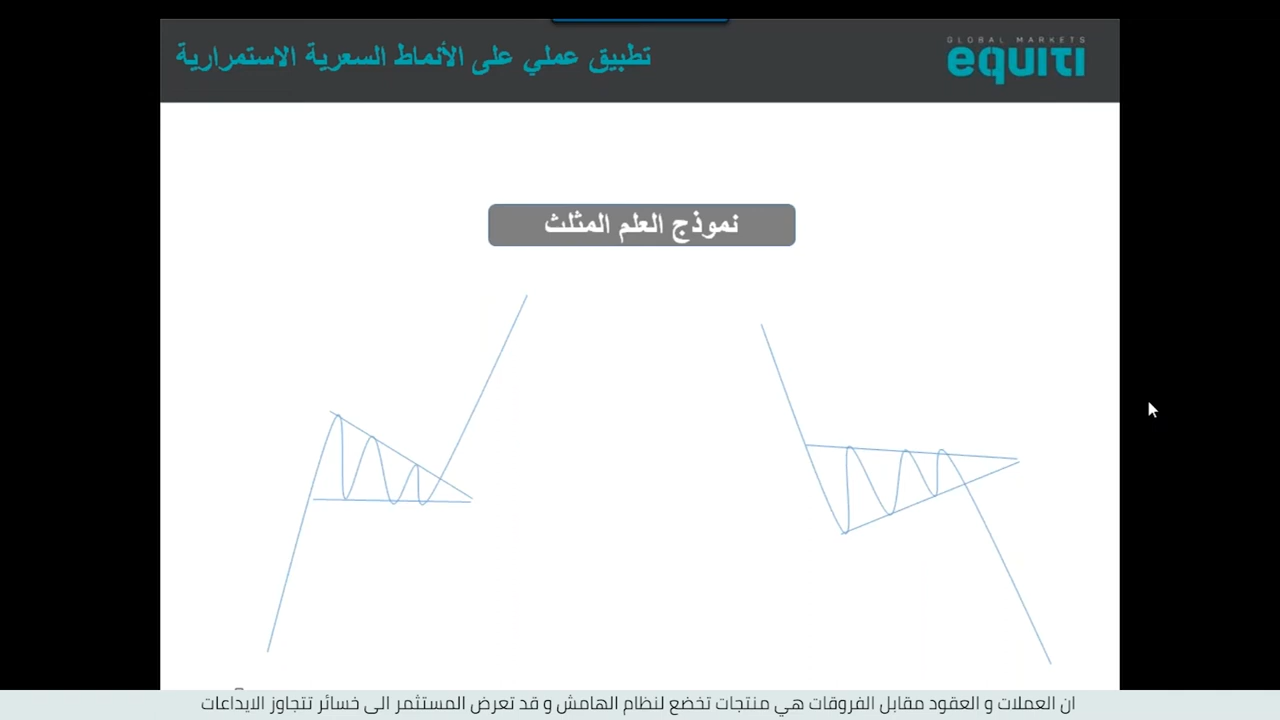 تطبيق عملي على الأنماط السعرية الاستمرارية
GLOBAL MARKETS
equiti
نموذج العلم المثلث
ان العملات و العقود مقابل الفروقات هي منتجات تخضع لنظام الهامش و قد تعرض المستثمر الى خسائر تتجاوز الايداعات